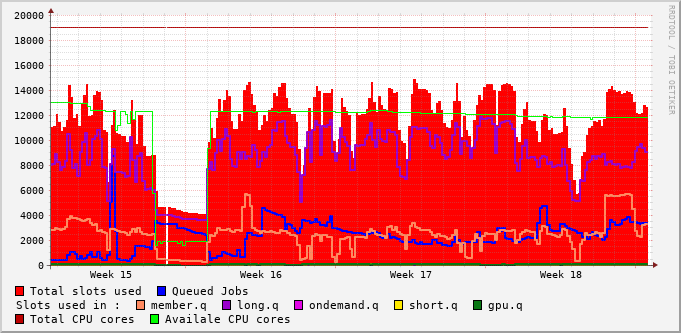 RRDTOOL / TOBI OETIKER
20000
18000
16000
14000
12000
10000
8000
6000
4000
2000
0
Week 15 Week 16 Week 17 Week 18
Total slots used Queued Jobs
Slots used in : member.q long.q ondemand.q short.q gpu.q
Total CPU cores Availale CPU cores